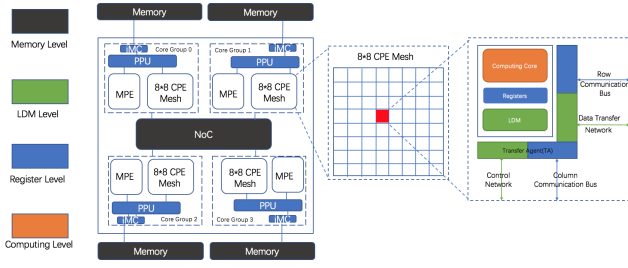 Memory Level
LDM Level
Register Level
Computing Level
Memory
Memory
iMC
Core Group 0
PPU
MPE
8*8 CPE
Mesh
Core Group 1
iMC
PPU
MPE
8*8 CPE
Mesh
NoC
MPE
8*8 CPE
Mesh
PPU
iMC
Core Group 2
8*8 CPE
Mesh
MPE
PPU
Core Group 3
iMC
Memory
Memory
8*8 CPE Mesh
Computing Core
Registers
LDM
Row
Communication
Bus
Data Transfer
Network
Transfer Agent(TA)
Control
Network
Column
Communication Bus